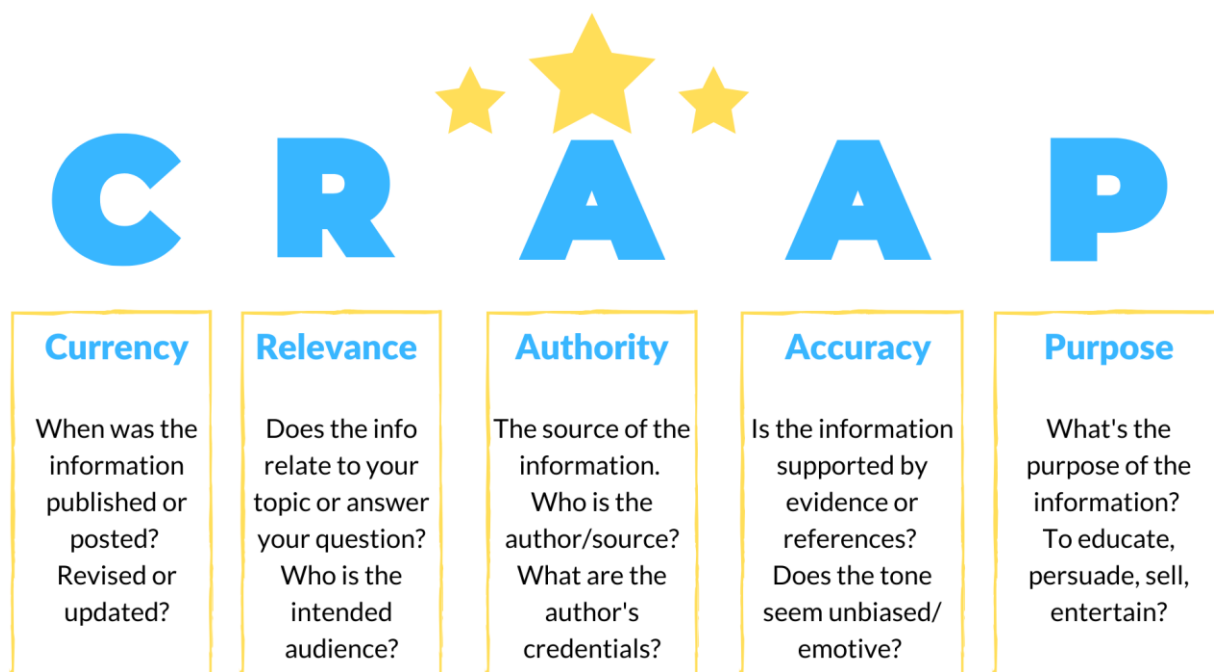 C R A A P
Currency
When was the
information
published or
posted?
Revised or
updated?
Relevance
Does the info
relate to your
topic or answer
your question?
Who is the
intended
audience?
Authority
The source of the
information.
Who is the
author/source?
What are the
author's
credentials?
Accuracy
Is the information
supported by
evidence or
references?
Does the tone
seem unbiased/
emotive?
Purpose
What's the
purpose of the
information?
To educate,
persuade, sell,
entertain?